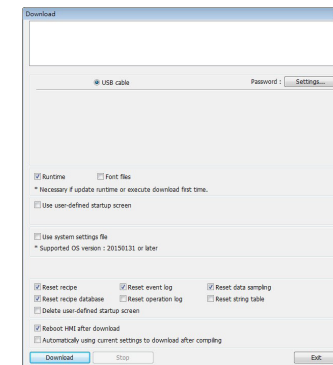 Download
USB cable Password : Settings...
Runtime Font files
* Necessary if update runtime or execute download first time.
Use user-defined startup screen
Use system settings file
* Supported OS version : 20150131 or later
Reset recipe Reset event log Reset data sampling
Reset recipe database Reset operation log Reset string table
Delete user-defined startup screen
Reboot HMI after download
Automatically using current settings to download after compiling
Download Stop Exit